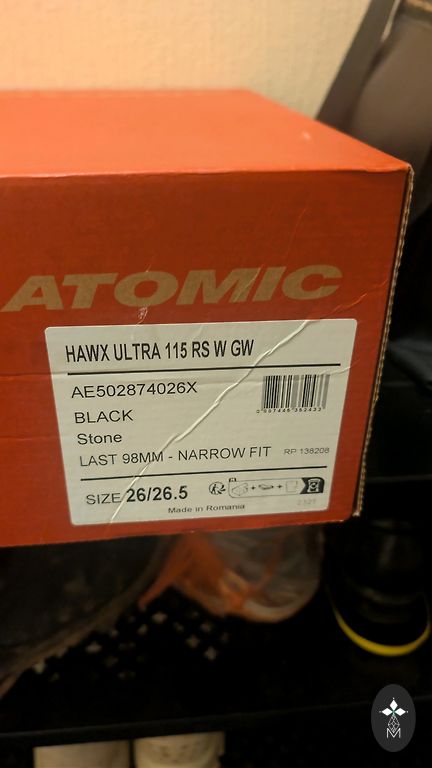 ATOMIC
HAWX ULTRA 115 RS W GW
AE502874026X
BLACK
Stone
LAST 98MM - NARROW FIT
RP 138208
SIZE 26/26.5
Made in Romania
M